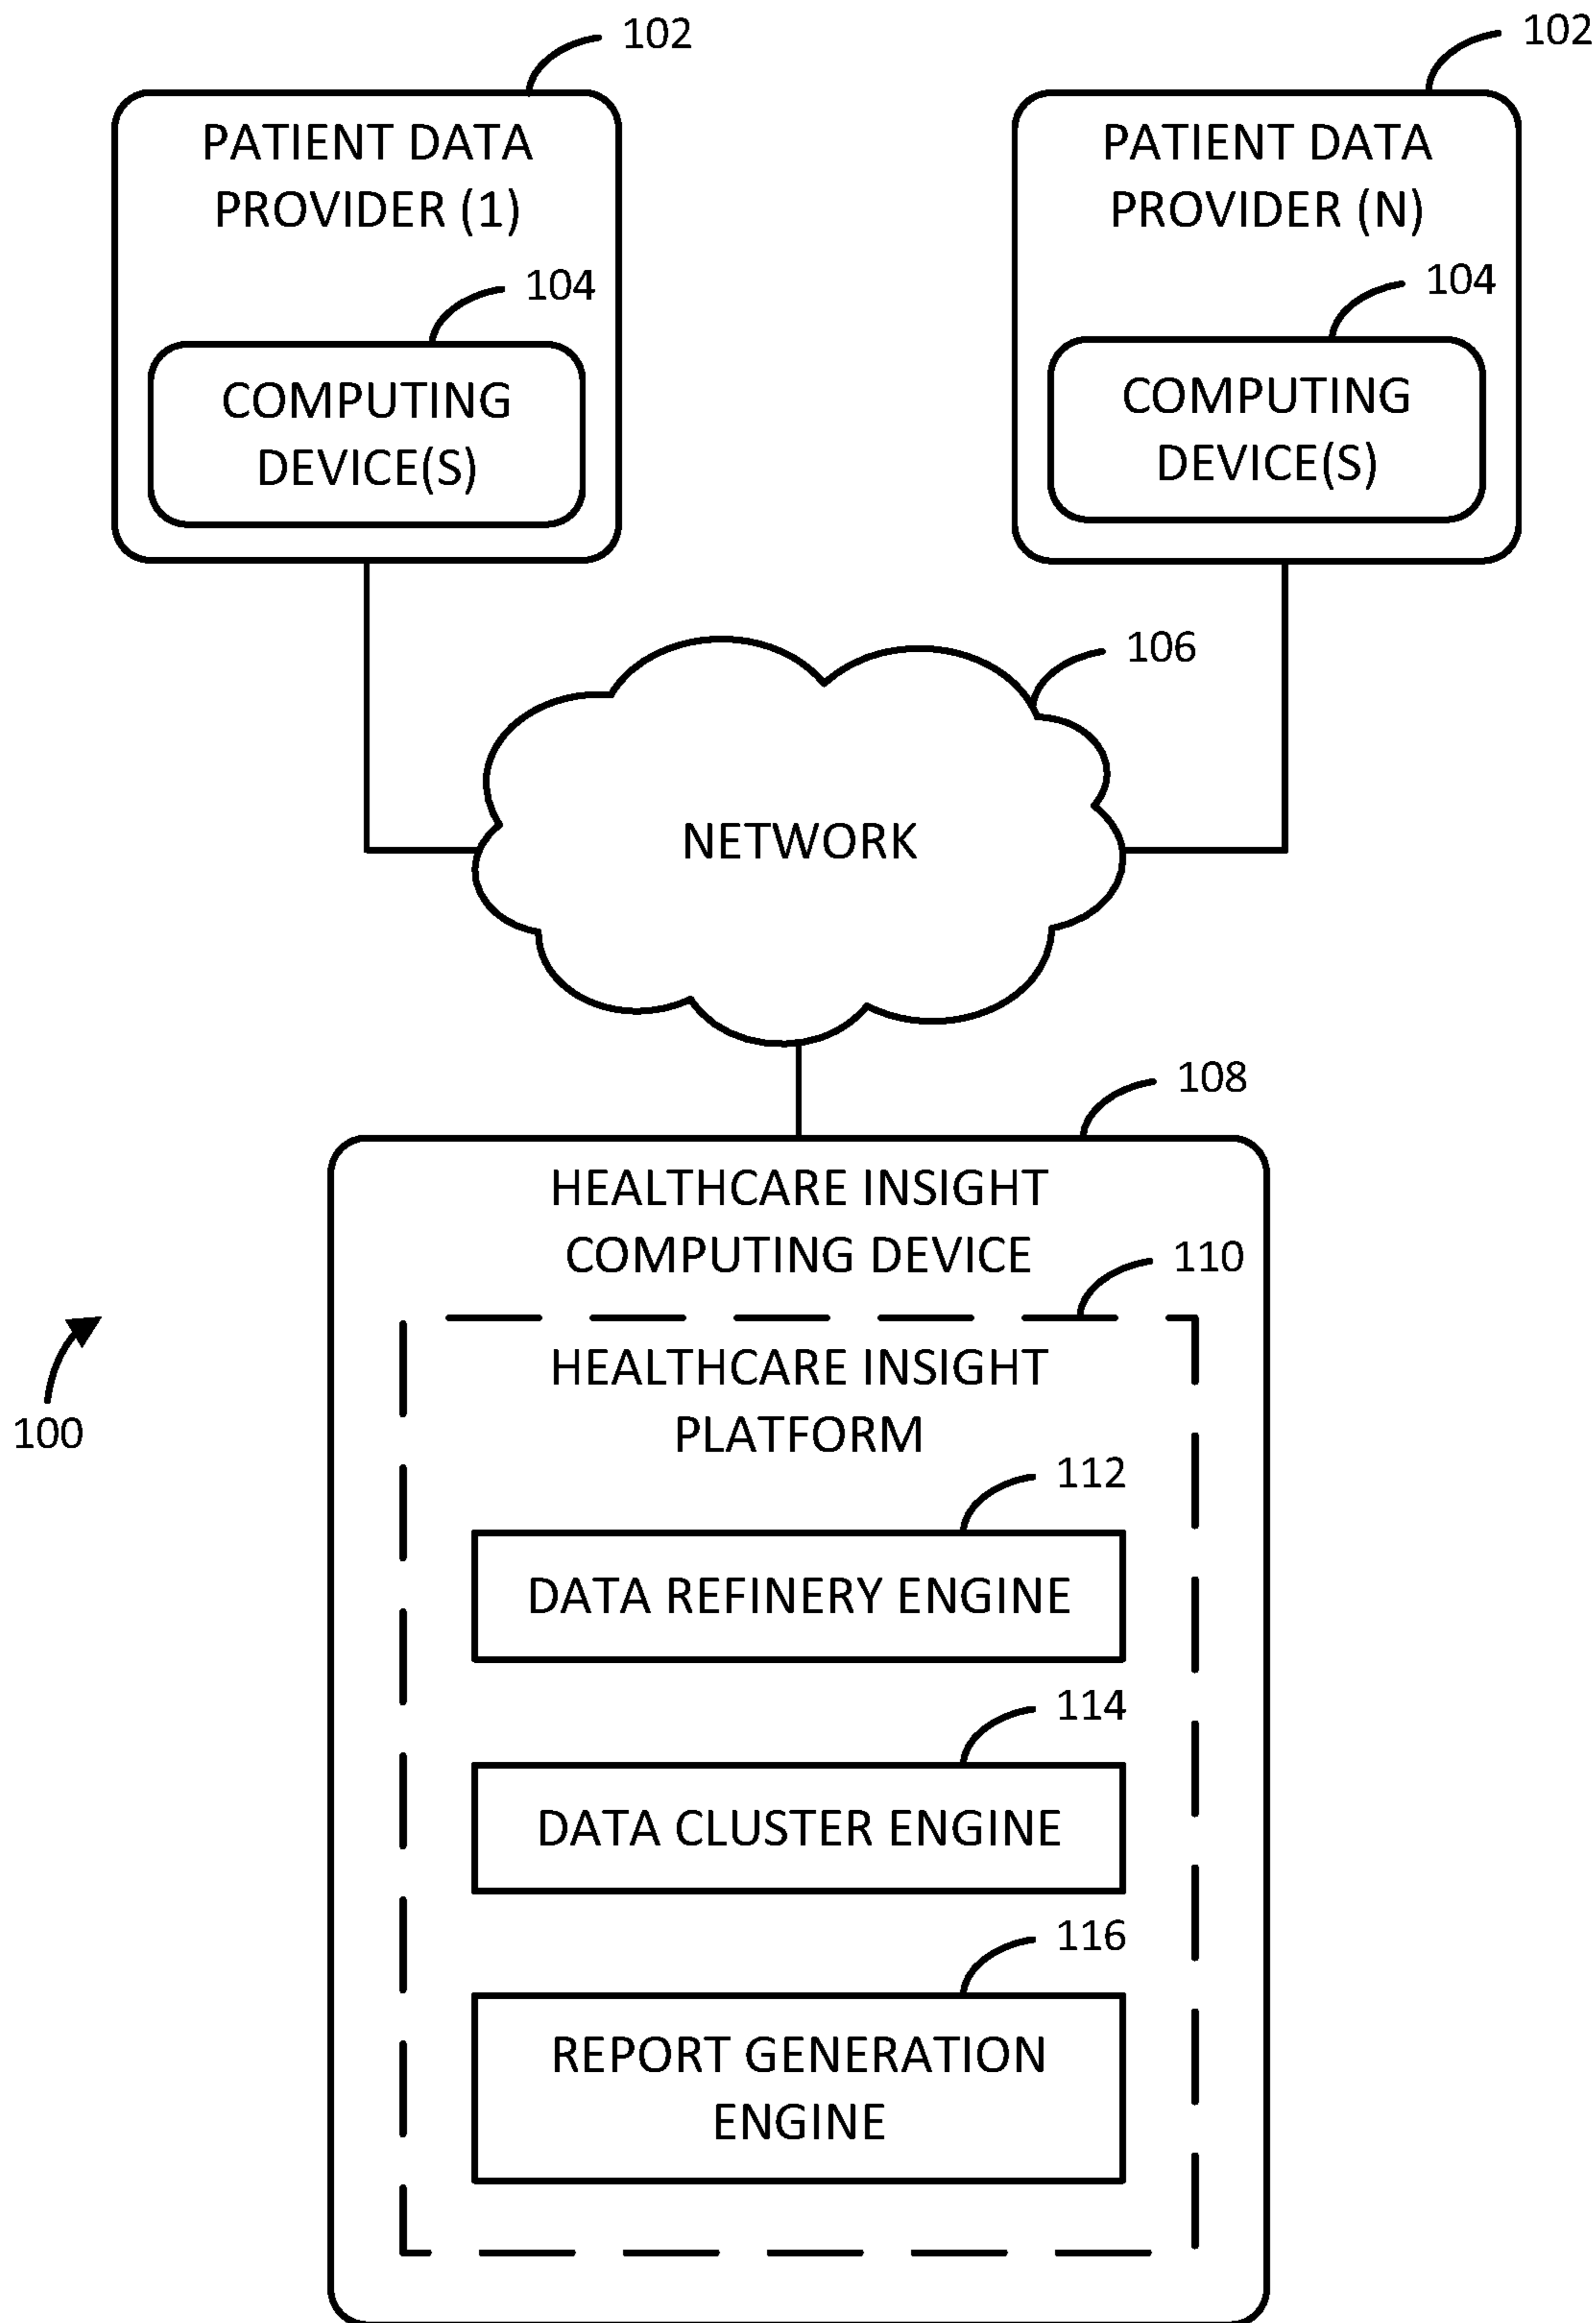 102
102
PATIENT DATA
PROVIDER (1)
PATIENT DATA
PROVIDER (N)
104
104
COMPUTING
DEVICE(S)
COMPUTING
DEVICE(S)
106
NETWORK
108
HEALTHCARE INSIGHT
COMPUTING DEVICE
110
HEALTHCARE INSIGHT
PLATFORM
100
112
DATA REFINERY ENGINE
114
DATA CLUSTER ENGINE
116
REPORT GENERATION
ENGINE